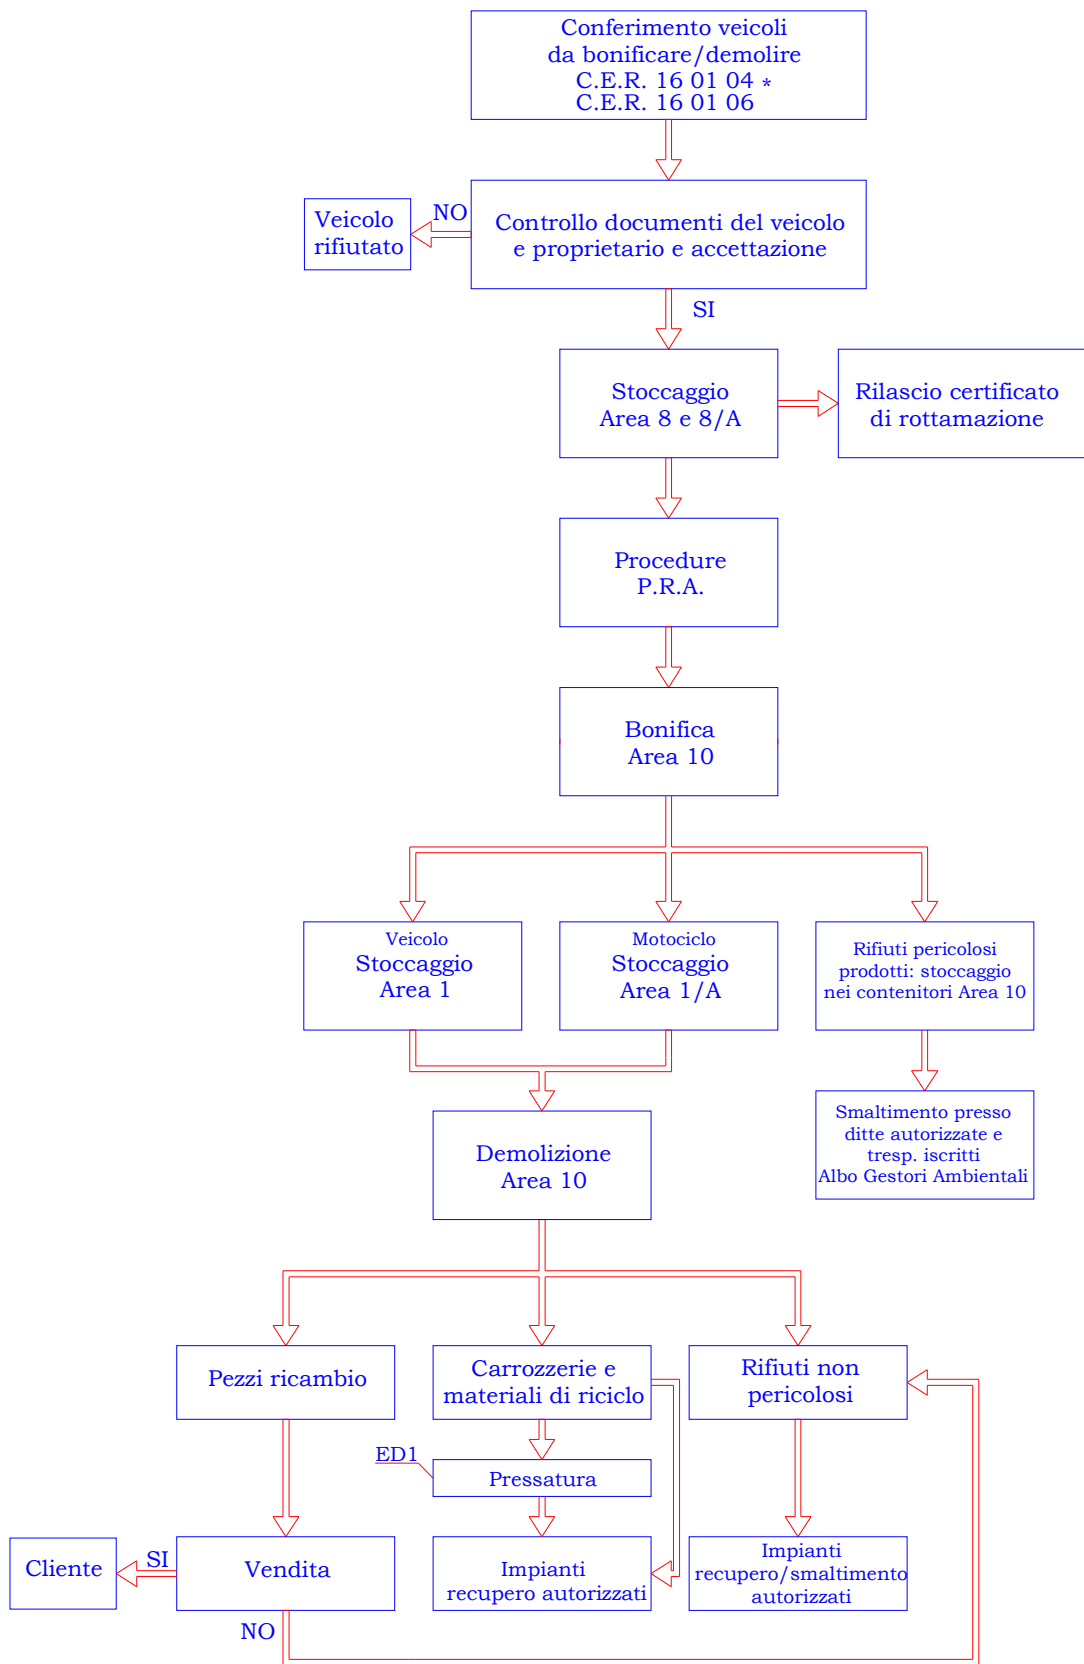 Conferimento veicoli
da bonificare/demolire
C.E.R. 16 01 04 *
C.E.R. 16 01 06
Veicolo
rifiutato
NO
Controllo documenti del veicolo
e proprietario e accettazione
SI
Stoccaggio
Area 8 e 8/A
Rilascio certificato
di rottamazione
Procedure
P.R.A.
Bonifica
Area 10
Veicolo
Stoccaggio
Area 1
Motociclo
Stoccaggio
Area 1/A
Rifiuti pericolosi
prodotti: stoccaggio
nei contenitori Area 10
Smaltimento presso
ditte autorizzate e
tresp. iscritti
Albo Gestori Ambientali
Demolizione
Area 10
Pezzi ricambio
Carrozzerie e
materiali di riciclo
Rifiuti non
pericolosi
ED1
Pressatura
Cliente
SI
Vendita
NO
Impianti
recupero autorizzati
Impianti
recupero/smaltimento
autorizzati